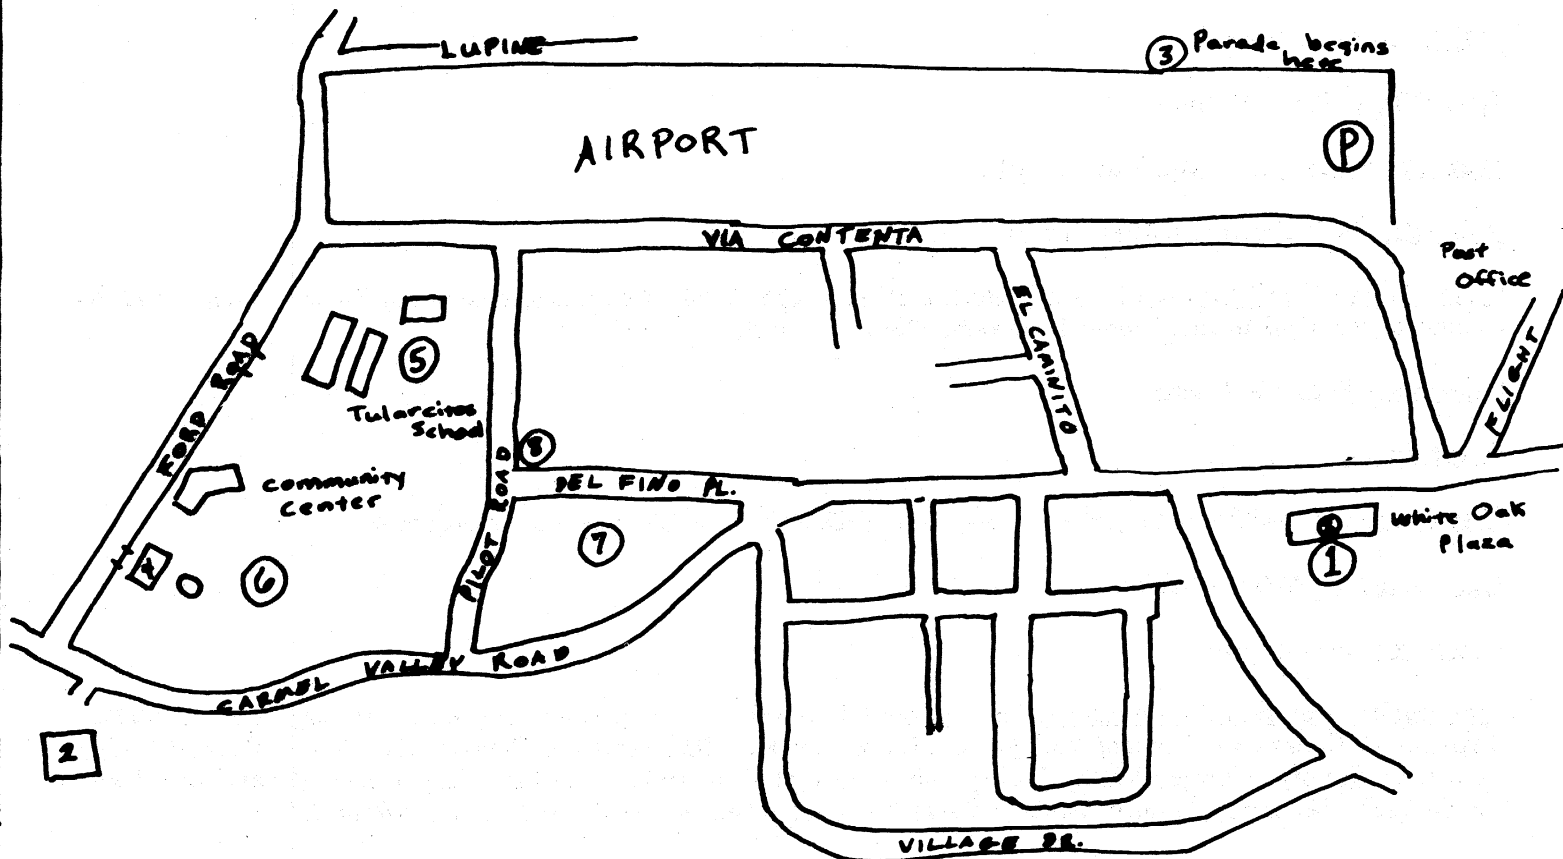 LUPINE
3 Parade begins
here
AIRPORT
P
VIA CONTENTA
Post
Office
FLIGHT
EL CAMINITO
FORD ROAD
5
Tularcitos
School
8
PILOT ROAD
DEL FINO PL.
Community
Center
7
6
White Oak
Plaza
1
CARMEL VALLEY ROAD
2
VILLAGE DR.